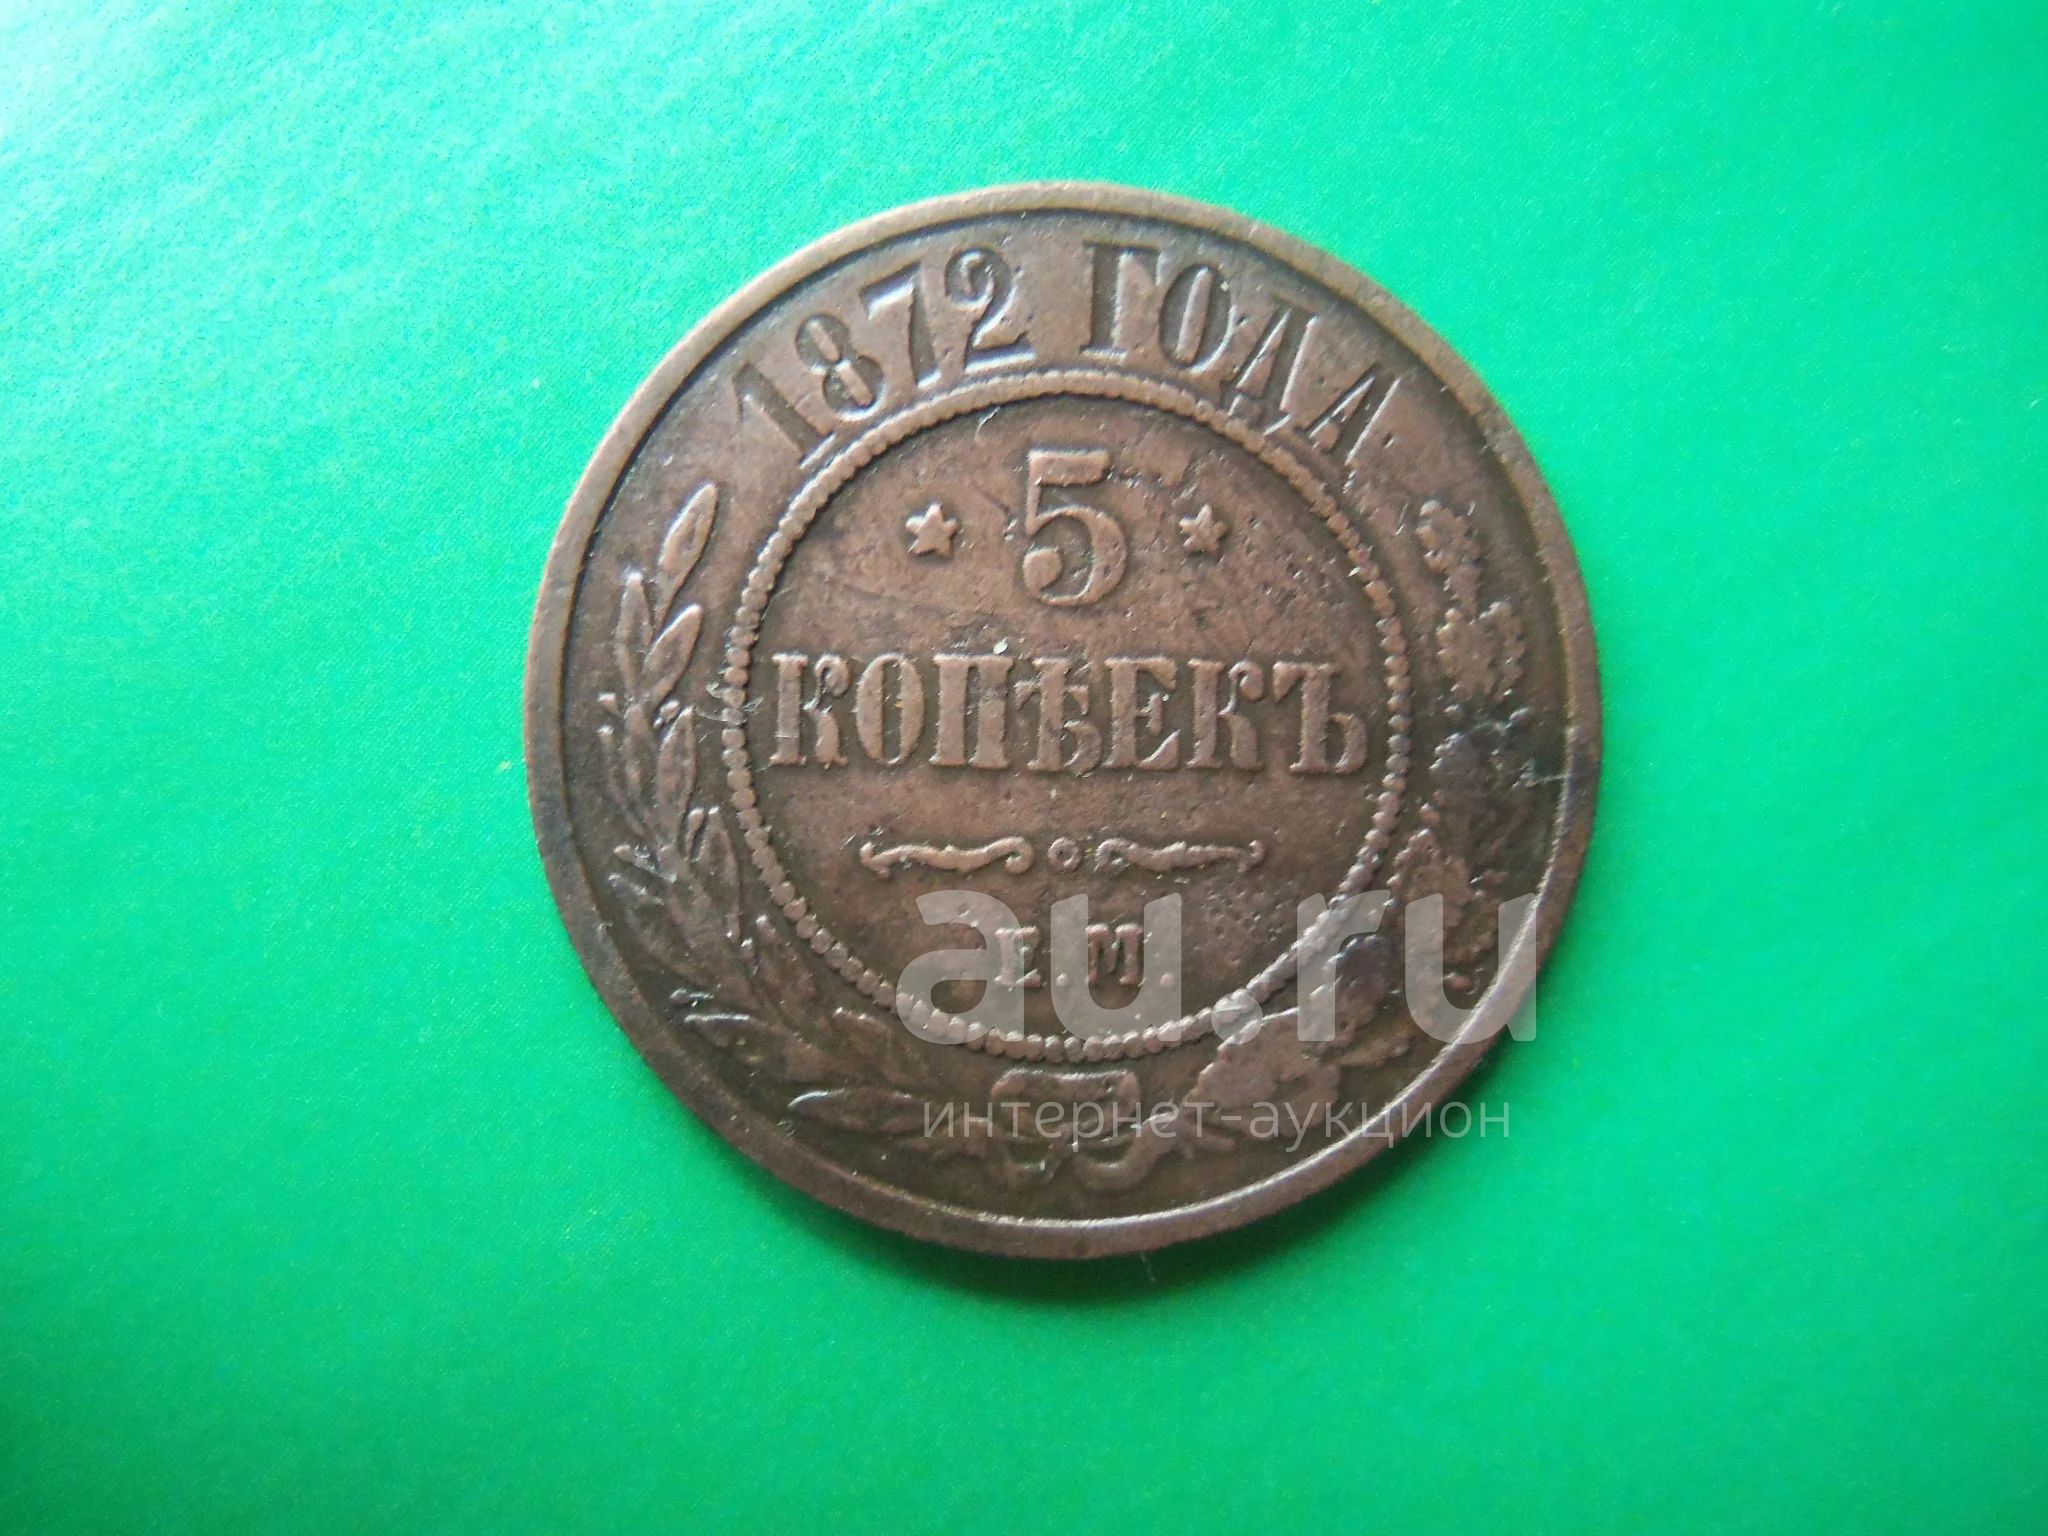 1872 ГОДА
5
КОПѢЕКЪ
Е.М.
au.ru
интернет-аукцион